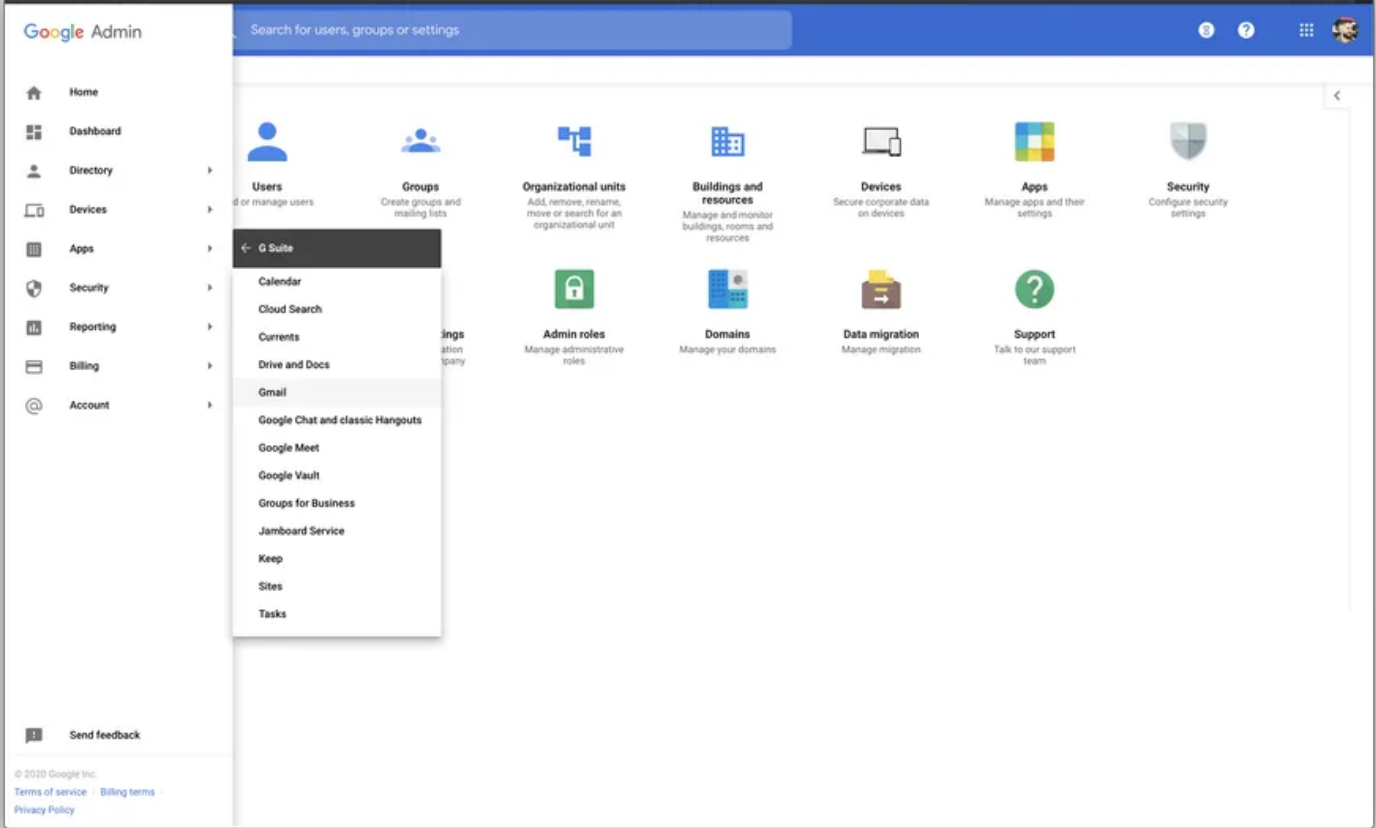 Google Admin
Search for users, groups or settings
Home
Dashboard
Directory
Devices
Apps
Security
Reporting
Billing
Account
Users
d or manage users
Groups
Create groups and
mailing lists
Organizational units
Add, remove, rename,
move or search for an
organizational unit
Buildings and
resources
Manage and monitor
buildings, rooms and
resources
Devices
Secure corporate data
on devices
Apps
Manage apps and their
settings
Security
Configure security
settings
G Suite
Calendar
Cloud Search
Currents
Drive and Docs
Gmail
Google Chat and classic Hangouts
Google Meet
Google Vault
Groups for Business
Jamboard Service
Keep
Sites
Tasks
ings
ation
npany
Admin roles
Manage administrative
roles
Domains
Manage your domains
Data migration
Manage migration
Support
Talk to our support
team
Send feedback
© 2020 Google Inc.
Terms of service · Billing terms ·
Privacy Policy